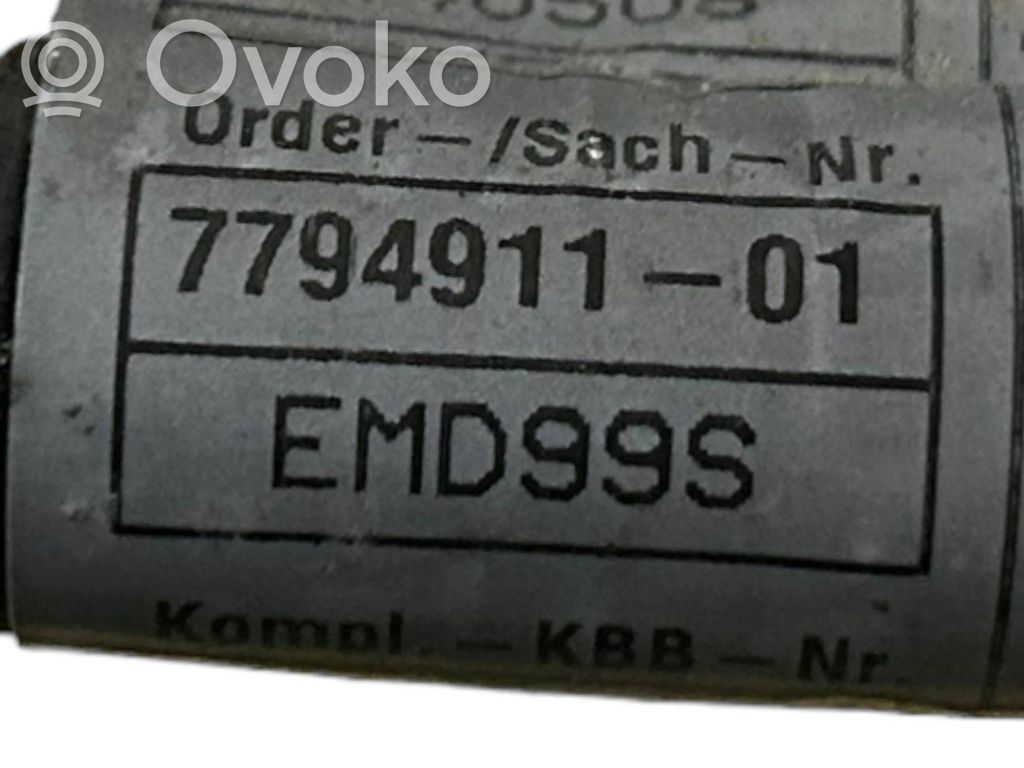 Ovoko
Order-/Sach-Nr.
7794911-01
EMD99S
Kompl.-KBB-Nr.